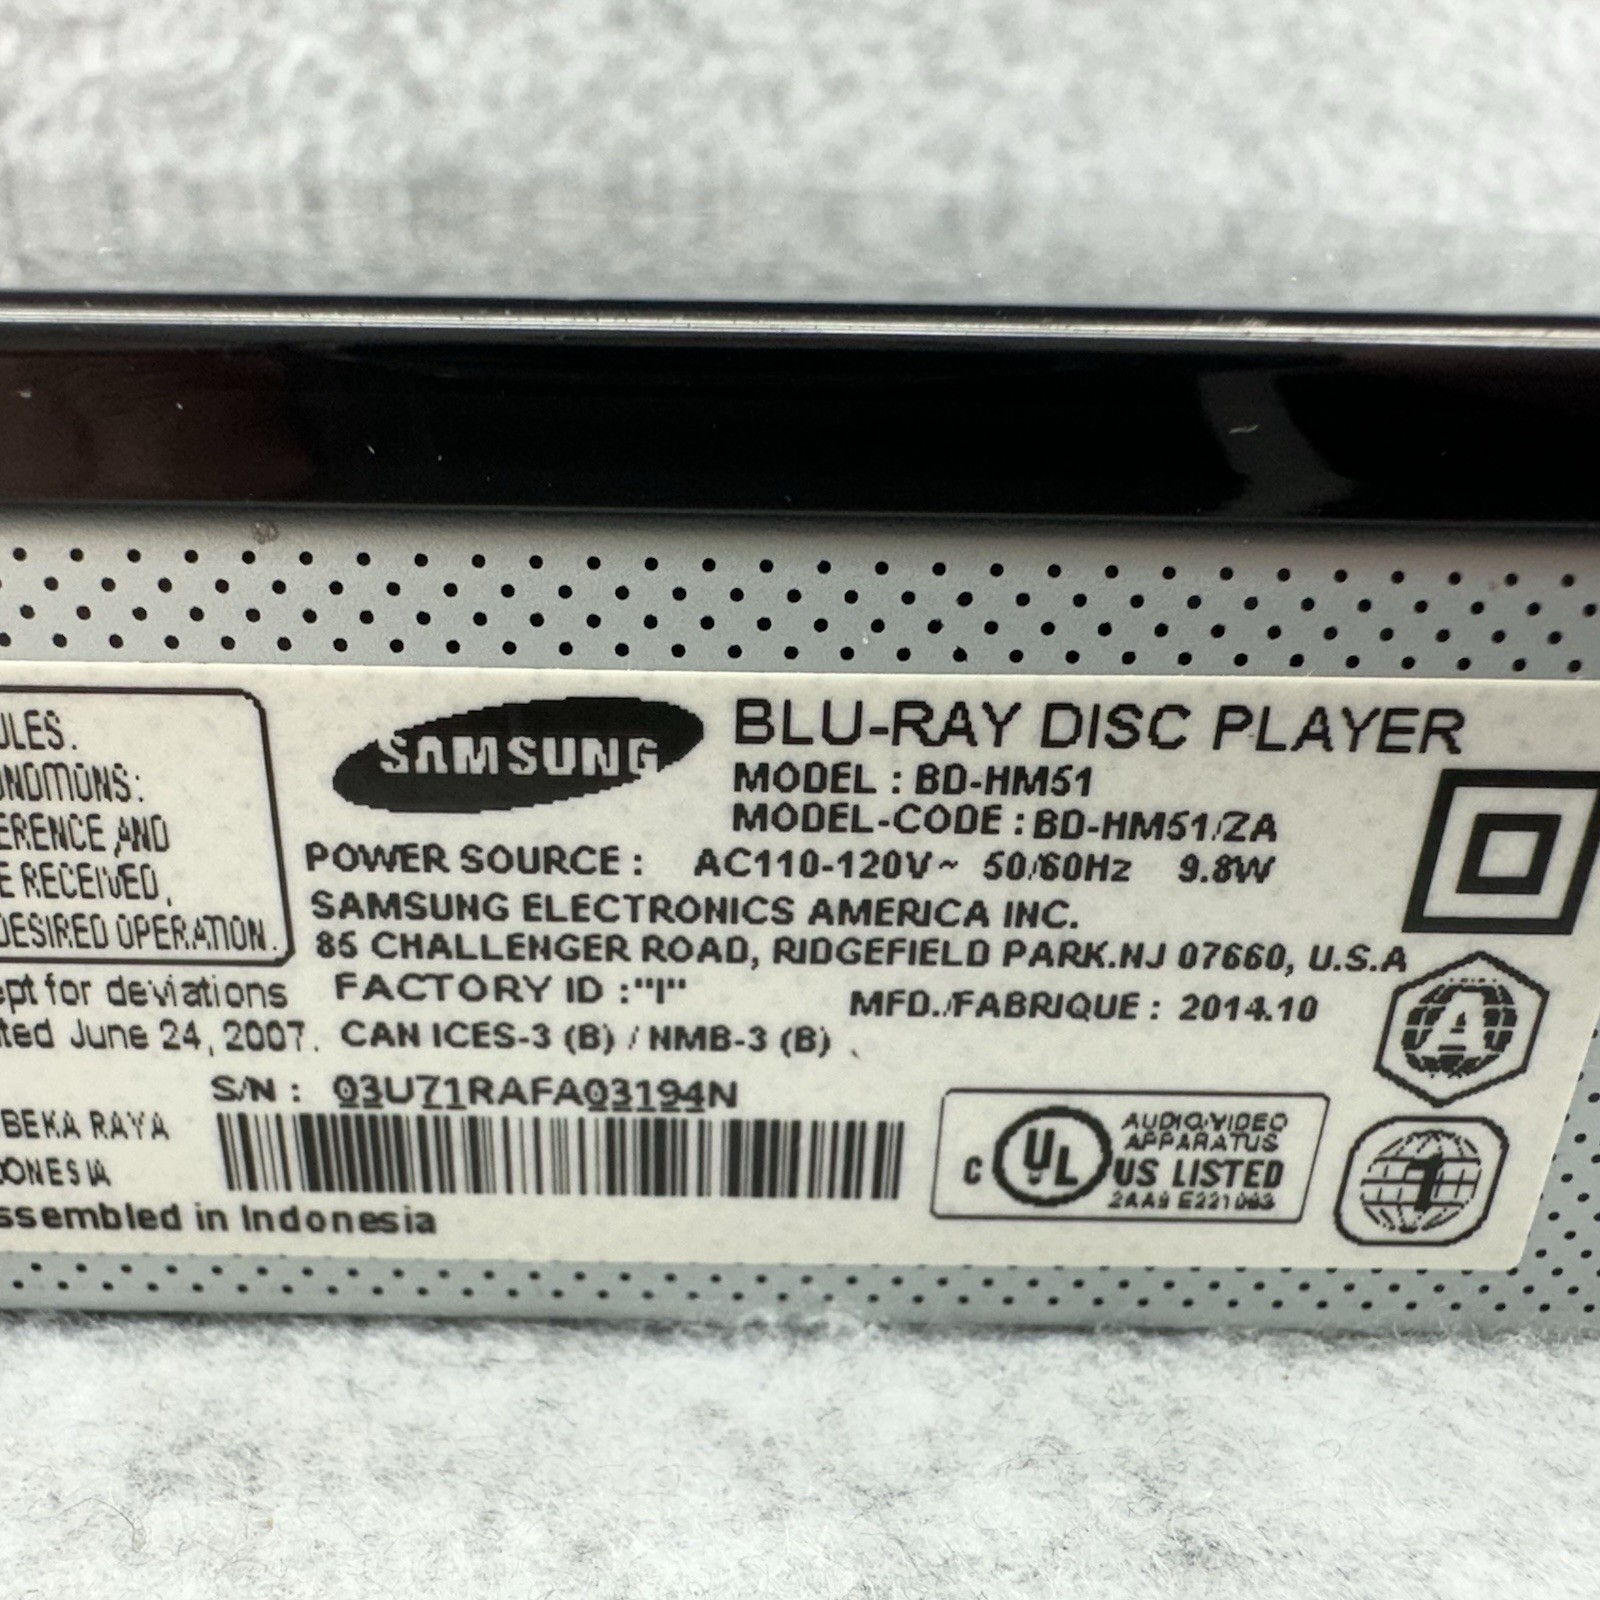 ULES.
ONDITIONS:
ERENCE, AND
E RECEIVED,
DESIRED OPERATION.
ept for deviations
ted June 24, 2007.
BEKA RAYA
ONESIA
ssembled in Indonesia
SAMSUNG
BLU-RAY DISC PLAYER
MODEL : BD-HM51
MODEL-CODE : BD-HM51/ZA
POWER SOURCE : AC110-120V~ 50/60Hz 9.8W
SAMSUNG ELECTRONICS AMERICA INC.
85 CHALLENGER ROAD, RIDGEFIELD PARK.NJ 07660, U.S.A
FACTORY ID :"I"
MFD./FABRIQUE : 2014.10
CAN ICES-3 (B) / NMB-3 (B)
S/N : 03U71RAFA03194N
C UL US LISTED
AUDIO/VIDEO
APPARATUS
2AA9 E221093
A
1